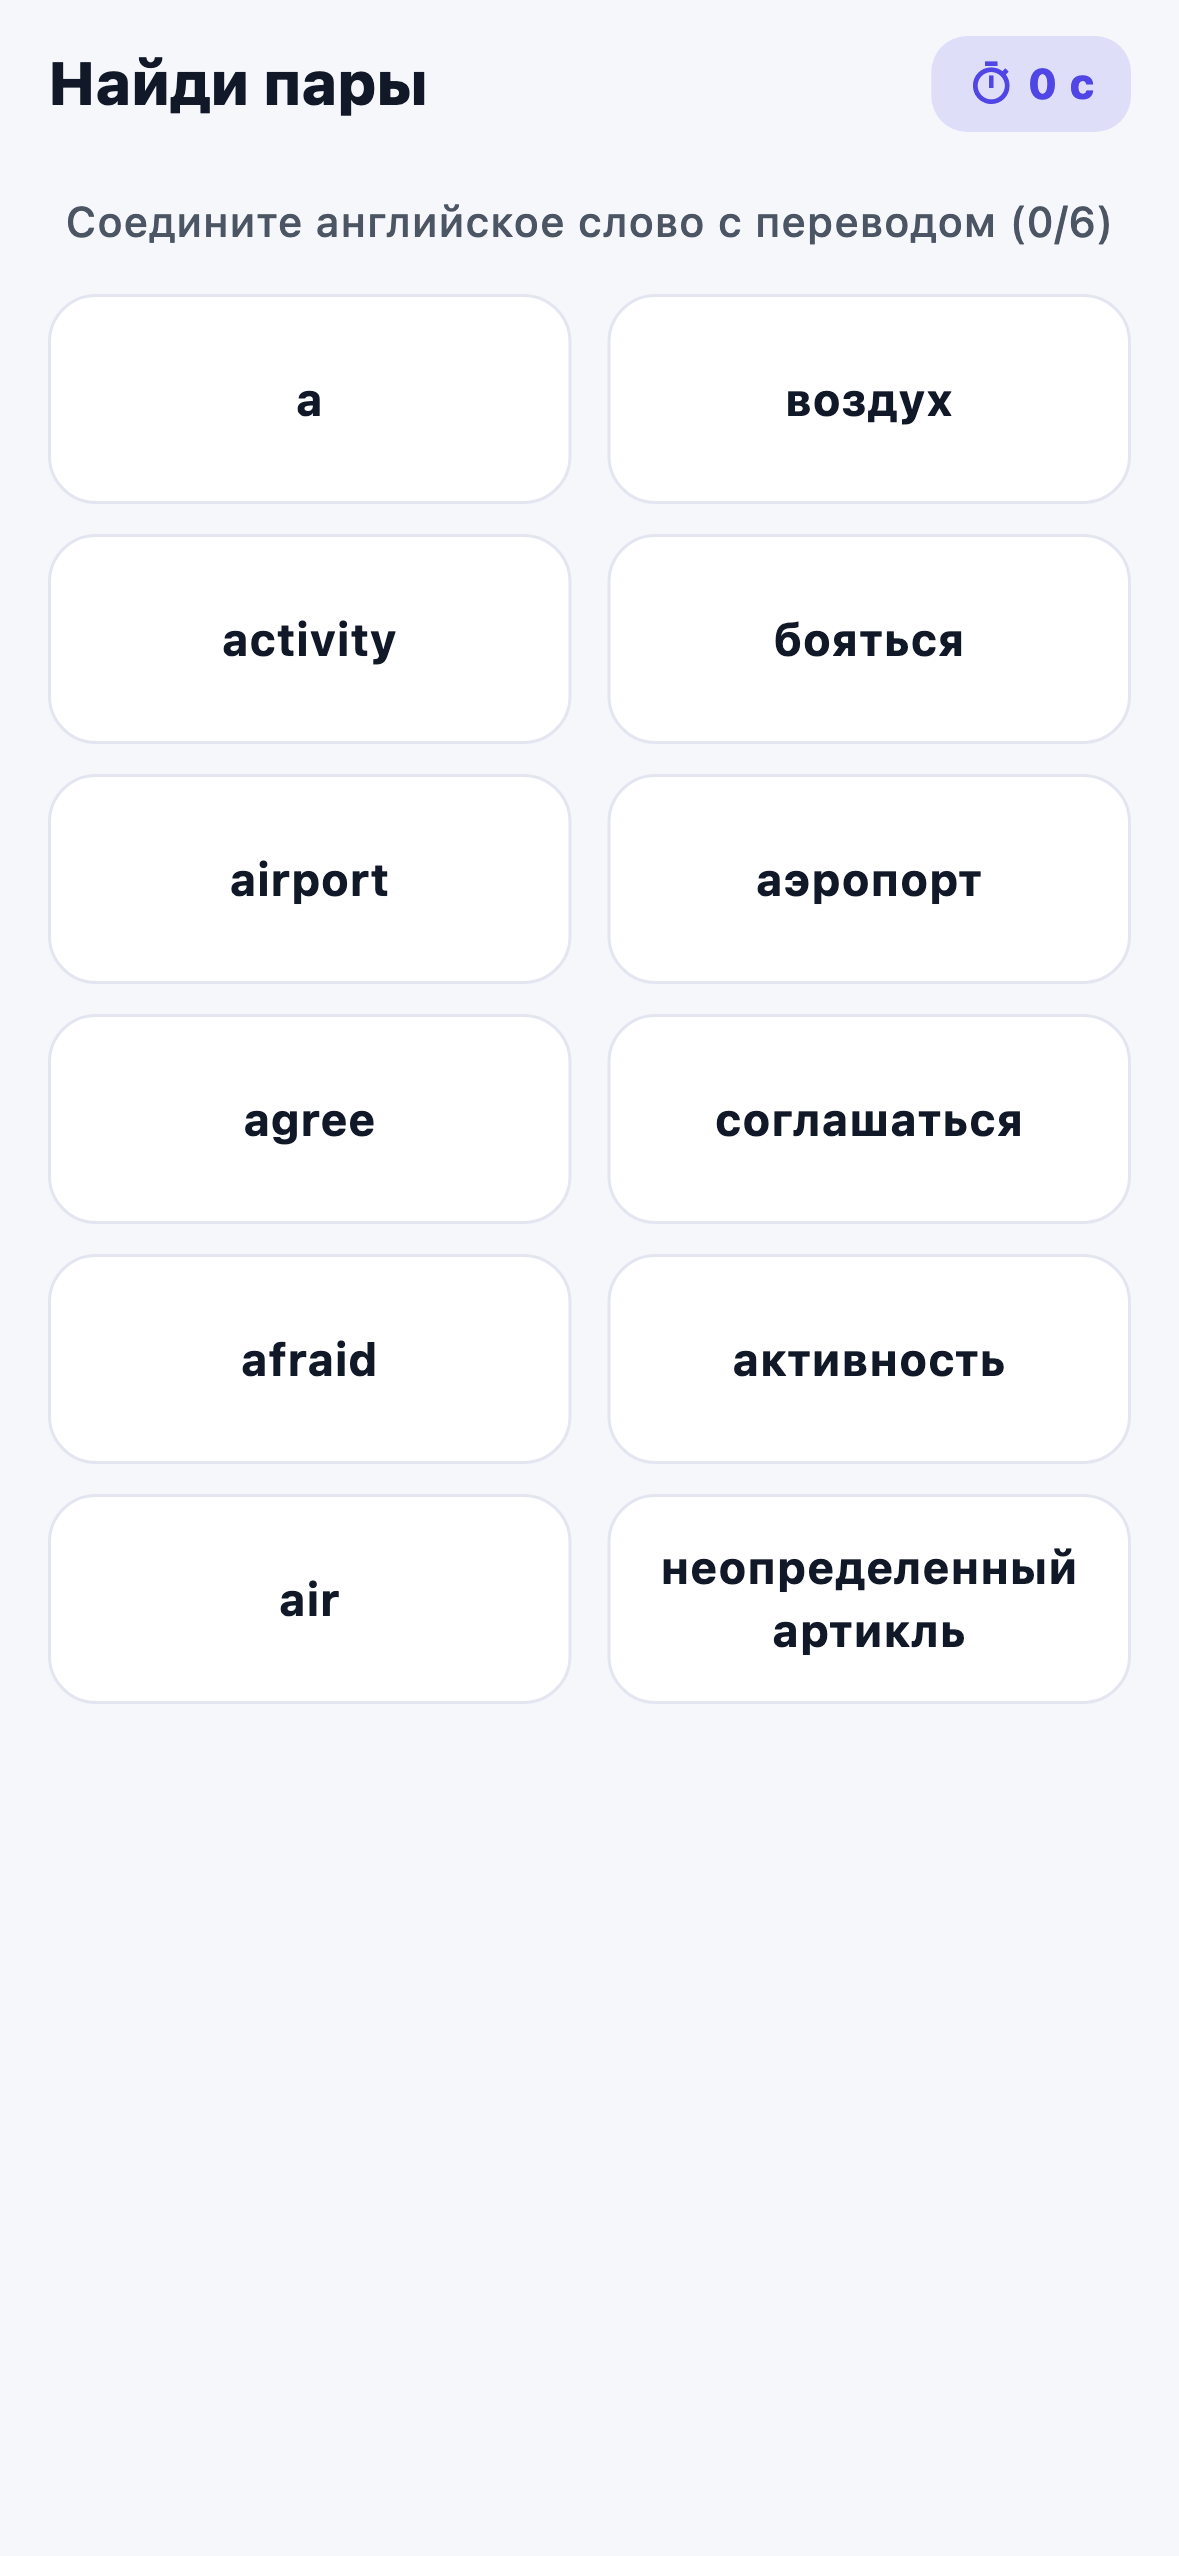 Найди пары
0 с
Соедините английское слово с переводом (0/6)
a
воздух
activity
бояться
airport
аэропорт
agree
соглашаться
afraid
активность
air
неопределенный
артикль